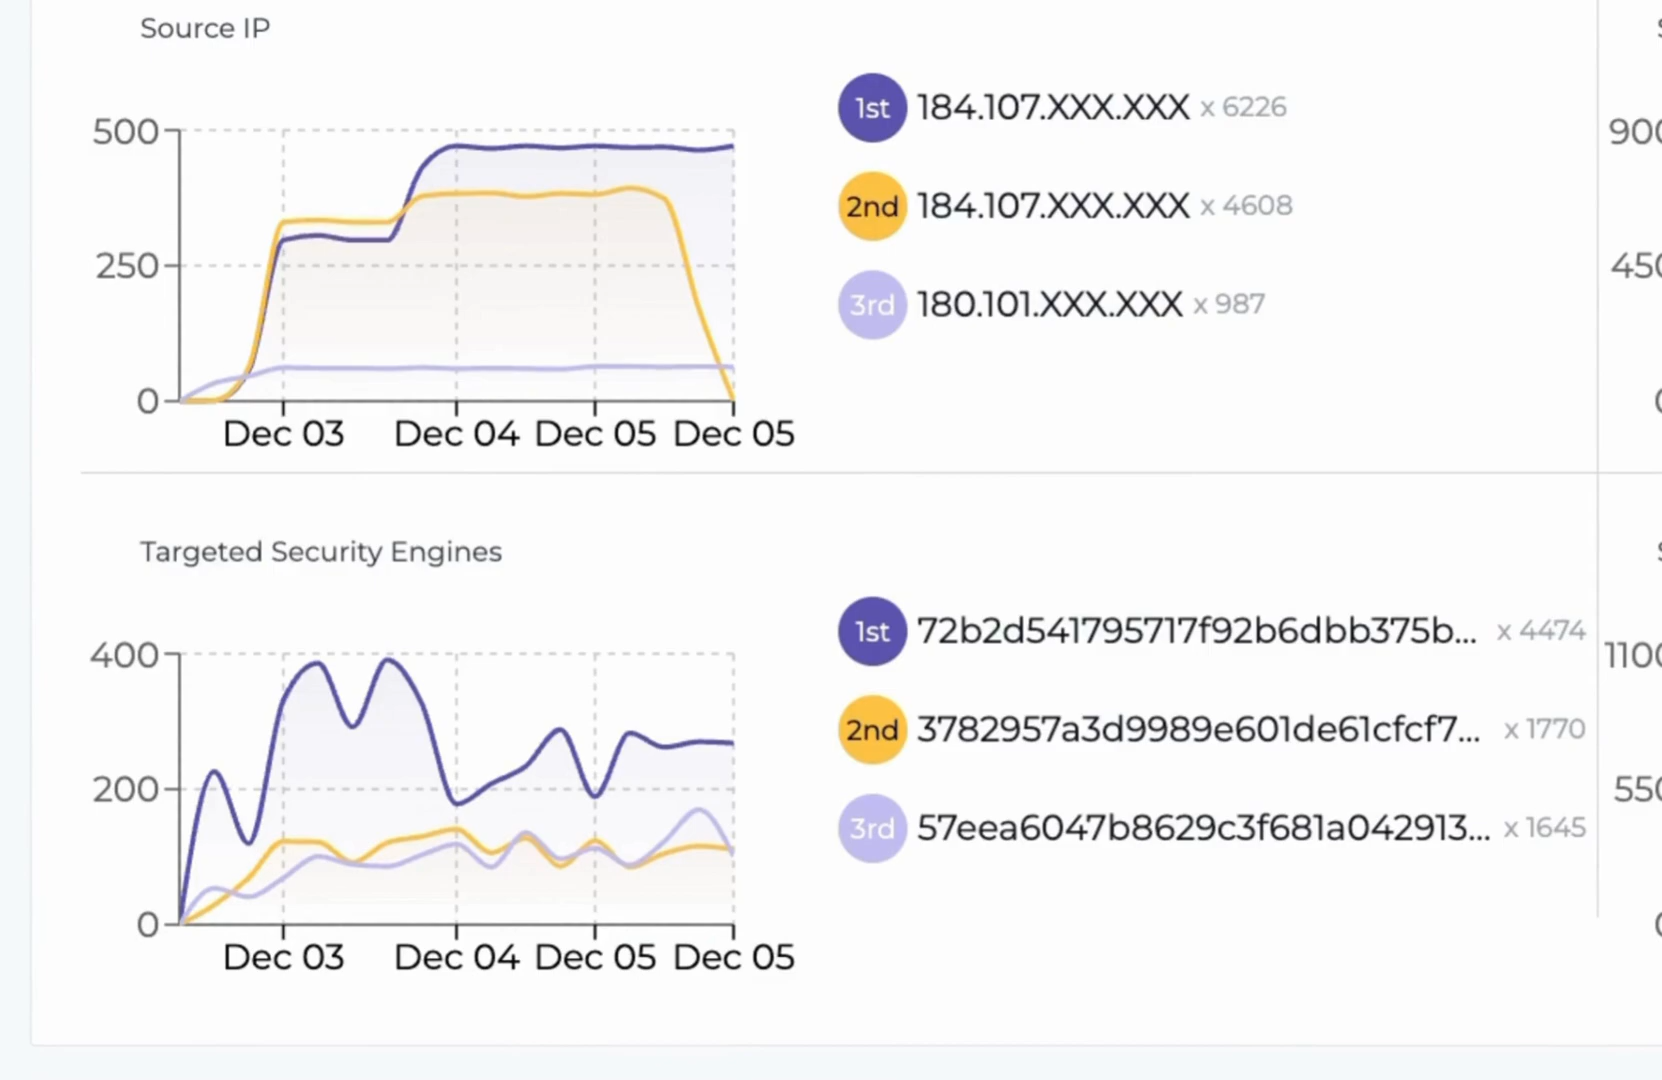 Source IP
500
250
0
Dec 03 Dec 04 Dec 05 Dec 05
1st 184.107.XXX.XXX x 6226
2nd 184.107.XXX.XXX x 4608
3rd 180.101.XXX.XXX x 987
Targeted Security Engines
400
200
0
Dec 03 Dec 04 Dec 05 Dec 05
1st 72b2d541795717f92b6dbb375b... x 4474
2nd 3782957a3d9989e601de61cfcf7... x 1770
3rd 57eea6047b8629c3f681a042913... x 1645